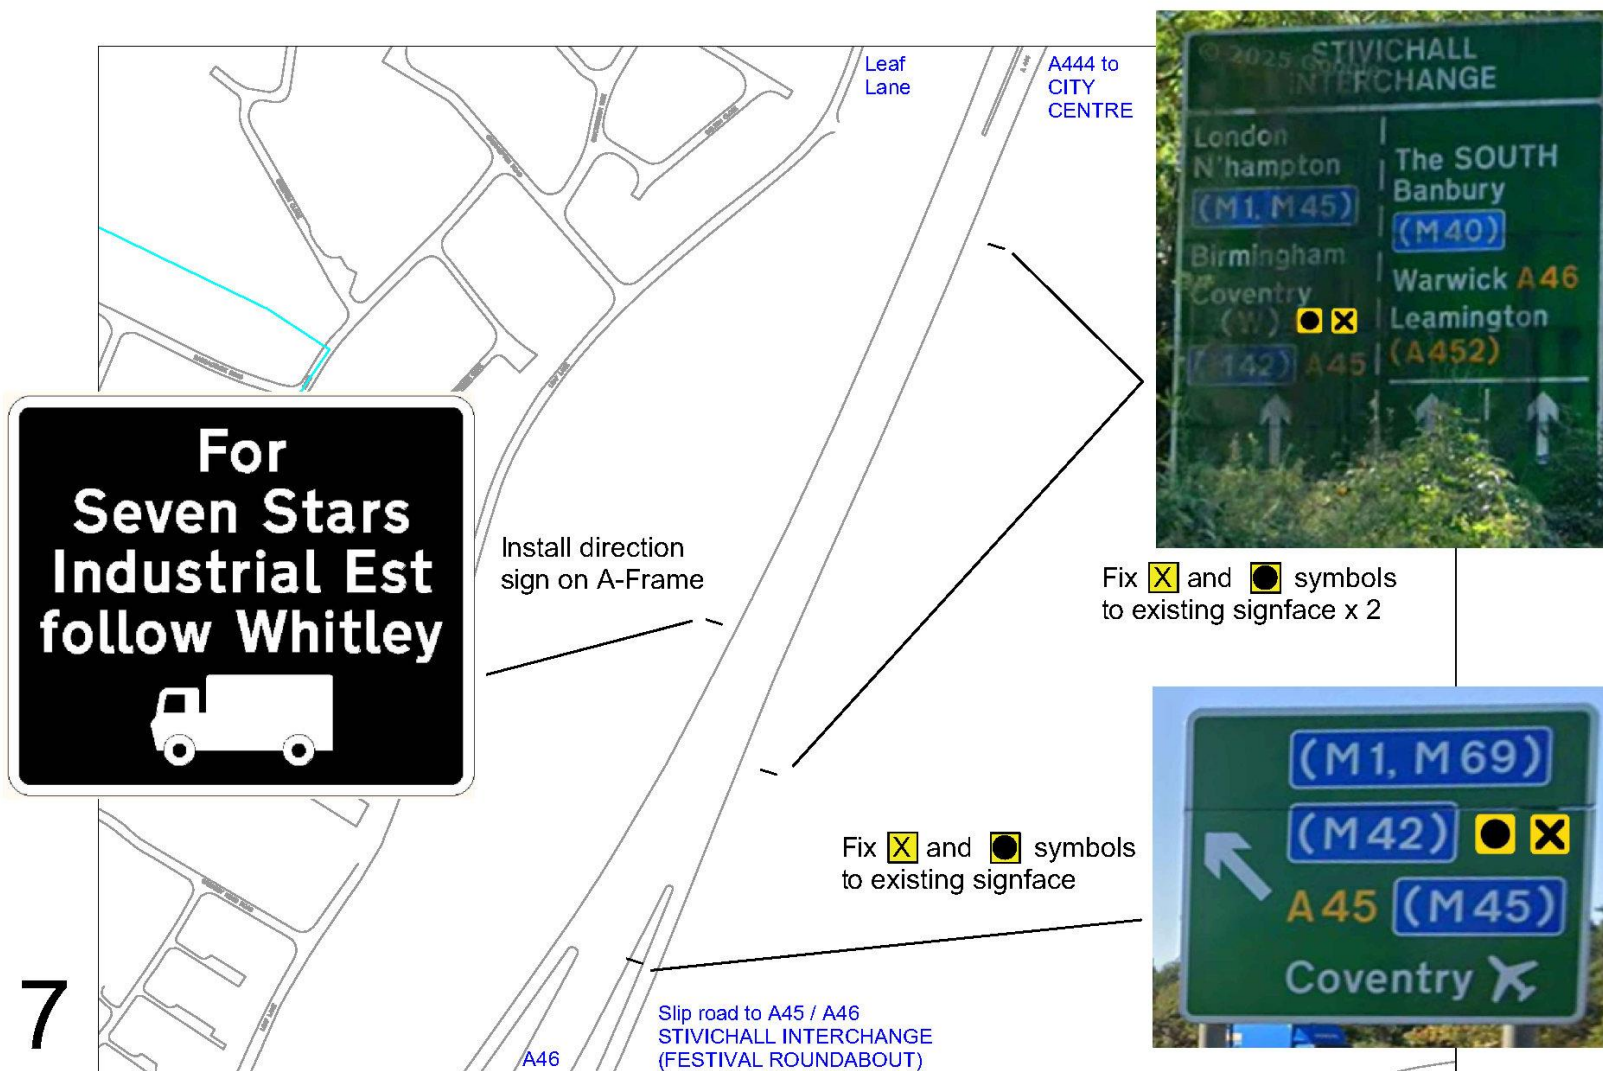 Leaf
Lane
A444 to
CITY
CENTRE
© 2025
STIVICHALL
INTERCHANGE
London
N'hampton
(M1, M45)
Birmingham
Coventry
(W)
(M42) A45
The SOUTH
Banbury
(M40)
Warwick A46
Leamington
(A452)
For
Seven Stars
Industrial Est
follow Whitley
Install direction
sign on A-Frame
Fix X and symbols
to existing signface x 2
Fix X and symbols
to existing signface
(M1, M69)
(M42)
A45 (M45)
Coventry
7
A46
Slip road to A45 / A46
STIVICHALL INTERCHANGE
(FESTIVAL ROUNDABOUT)